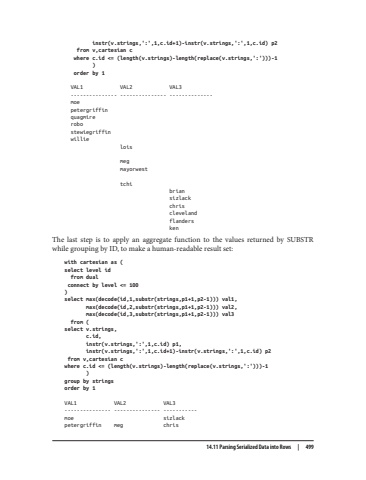 instr(v.strings,':',1,c.id+1)-instr(v.strings,':',1,c.id) p2
from v,cartesian c
where c.id <= (length(v.strings)-length(replace(v.strings,':')))-1
)
order by 1
VAL1 VAL2 VAL3
--------------- --------------- --------------
moe
petergriffin
quagmire
robo
stewiegriffin
willie
lois
meg
mayorwest
tchi
brian
sizlack
chris
cleveland
flanders
ken
The last step is to apply an aggregate function to the values returned by SUBSTR
while grouping by ID, to make a human-readable result set:
with cartesian as (
select level id
from dual
connect by level <= 100
)
select max(decode(id,1,substr(strings,p1+1,p2-1))) val1,
max(decode(id,2,substr(strings,p1+1,p2-1))) val2,
max(decode(id,3,substr(strings,p1+1,p2-1))) val3
from (
select v.strings,
c.id,
instr(v.strings,':',1,c.id) p1,
instr(v.strings,':',1,c.id+1)-instr(v.strings,':',1,c.id) p2
from v,cartesian c
where c.id <= (length(v.strings)-length(replace(v.strings,':')))-1
)
group by strings
order by 1
VAL1 VAL2 VAL3
--------------- --------------- -----------
moe sizlack
petergriffin meg chris
14.11 Parsing Serialized Data into Rows | 499